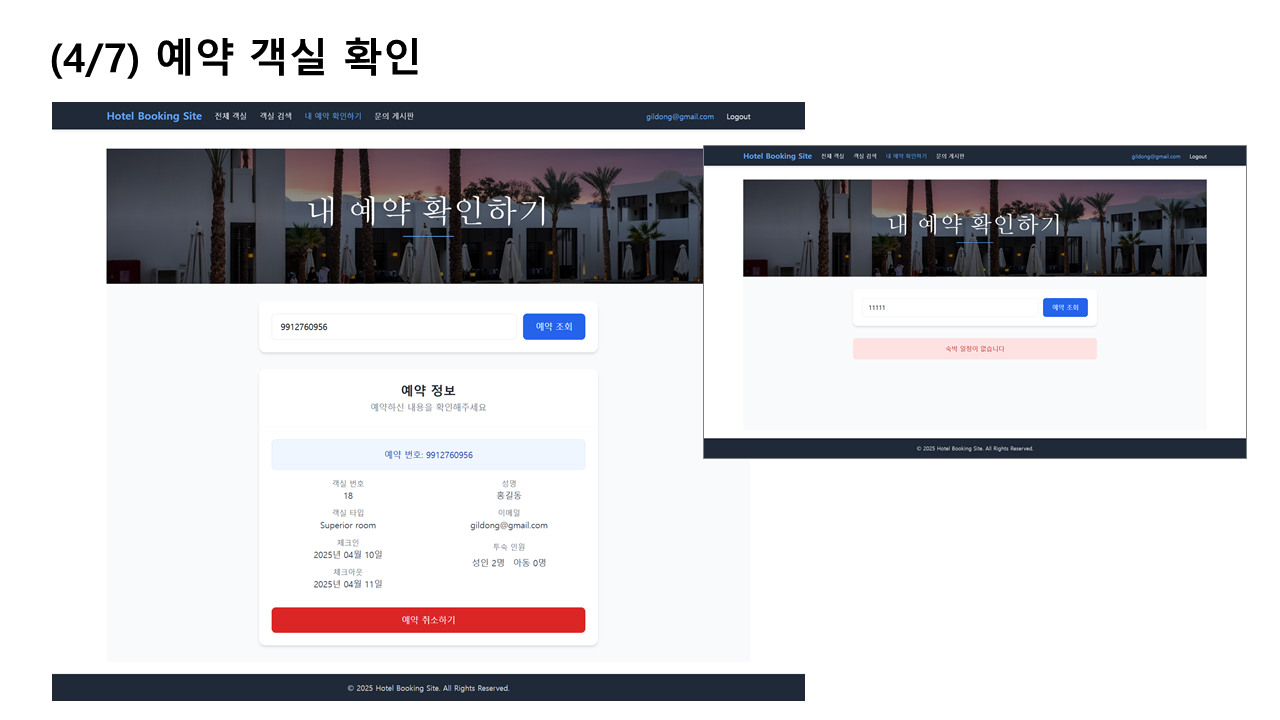 (4/7) 예약 객실 확인
Hotel Booking Site 전체 객실 객실 검색 내 예약 확인하기 문의 게시판 gildong@gmail.com Logout
내 예약 확인하기
9912760956 예약 조회
예약 정보
예약하신 내용을 확인해주세요
예약 번호: 9912760956
객실 번호
18
객실 타입
Superior room
체크인
2025년 04월 10일
체크아웃
2025년 04월 11일
성명
홍길동
이메일
gildong@gmail.com
투숙 인원
성인 2명 아동 0명
예약 취소하기
© 2025 Hotel Booking Site. All Rights Reserved.
Hotel Booking Site 전체 객실 객실 검색 내 예약 확인하기 문의 게시판 gildong@gmail.com Logout
내 예약 확인하기
11111 예약 조회
숙박 일정이 없습니다
© 2025 Hotel Booking Site. All Rights Reserved.